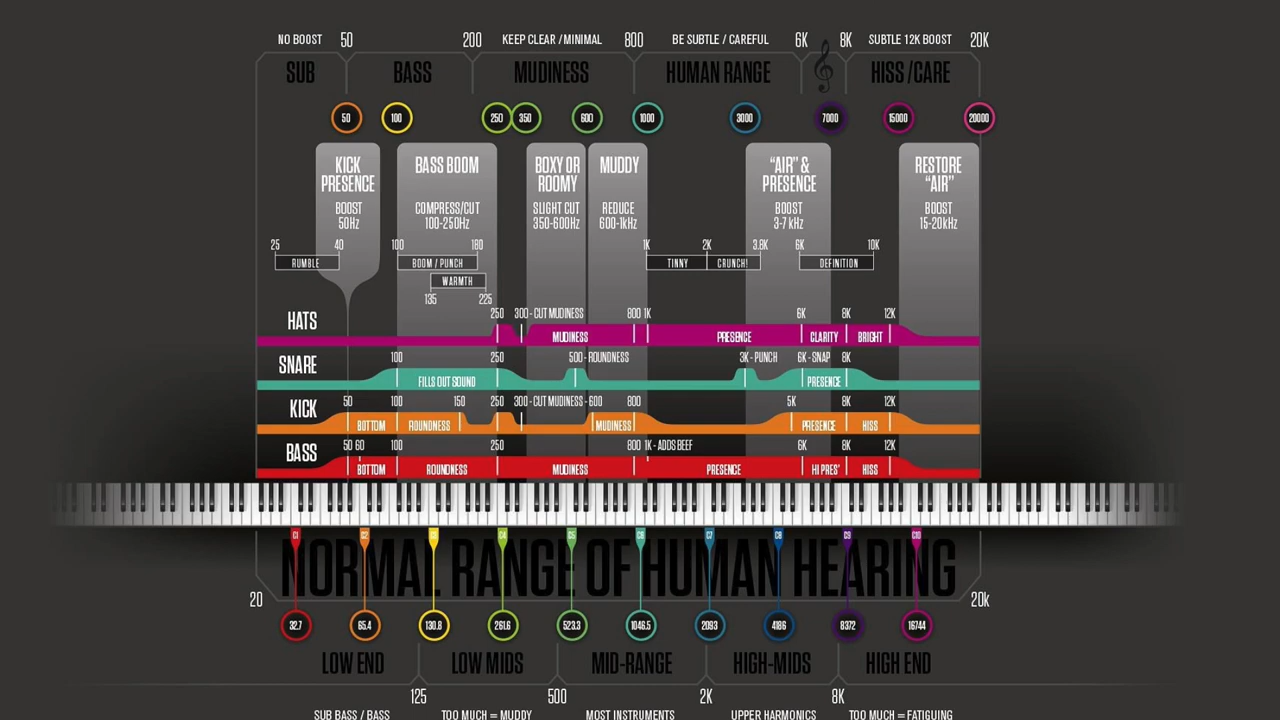 NO BOOST 50 200 KEEP CLEAR / MINIMAL 800 BE SUBTLE / CAREFUL 6K 8K SUBTLE 12K BOOST 20K
SUB BASS MUDINESS HUMAN RANGE HISS /CARE
50 100 250 350 600 1000 3000 7000 15000 20000
KICK PRESENCE
BOOST
50Hz
BASS BOOM
COMPRESS/CUT
100-250Hz
BOXY OR
ROOMY
SLIGHT CUT
350-600Hz
MUDDY
REDUCE
600-1kHz
"AIR" &
PRESENCE
BOOST
3-7 kHz
RESTORE
"AIR"
BOOST
15-20kHz
25 40 100 180 1K 2K 3.8K 6K 10K
RUMBLE BOOM / PUNCH TINNY CRUNCH! DEFINITION
WARMTH
135 225
250 300 - CUT MUDINESS 800 1K 6K 8K 12K
HATS MUDINESS PRESENCE CLARITY BRIGHT
100 250 500 - ROUNDNESS 3K - PUNCH 6K - SNAP 8K
SNARE FILLS OUT SOUND PRESENCE
50 100 150 250 300 - CUT MUDINESS - 600 800 5K 8K 12K
KICK BOTTOM ROUNDNESS MUDINESS PRESENCE HISS
50 60 100 250 800 1K - ADDS BEEF 6K 8K 12K
BASS BOTTOM ROUNDNESS MUDINESS PRESENCE HI PRES' HISS
C1 C2 C3 C4 C5 C6 C7 C8 C9 C10
NORMAL RANGE OF HUMAN HEARING
20 20k
32.7 65.4 130.8 261.6 523.3 1046.5 2093 4186 8372 16744
LOW END LOW MIDS MID-RANGE HIGH-MIDS HIGH END
125 500 2K 8K
SUB BASS / BASS TOO MUCH = MUDDY MOST INSTRUMENTS UPPER HARMONICS TOO MUCH = FATIGUING